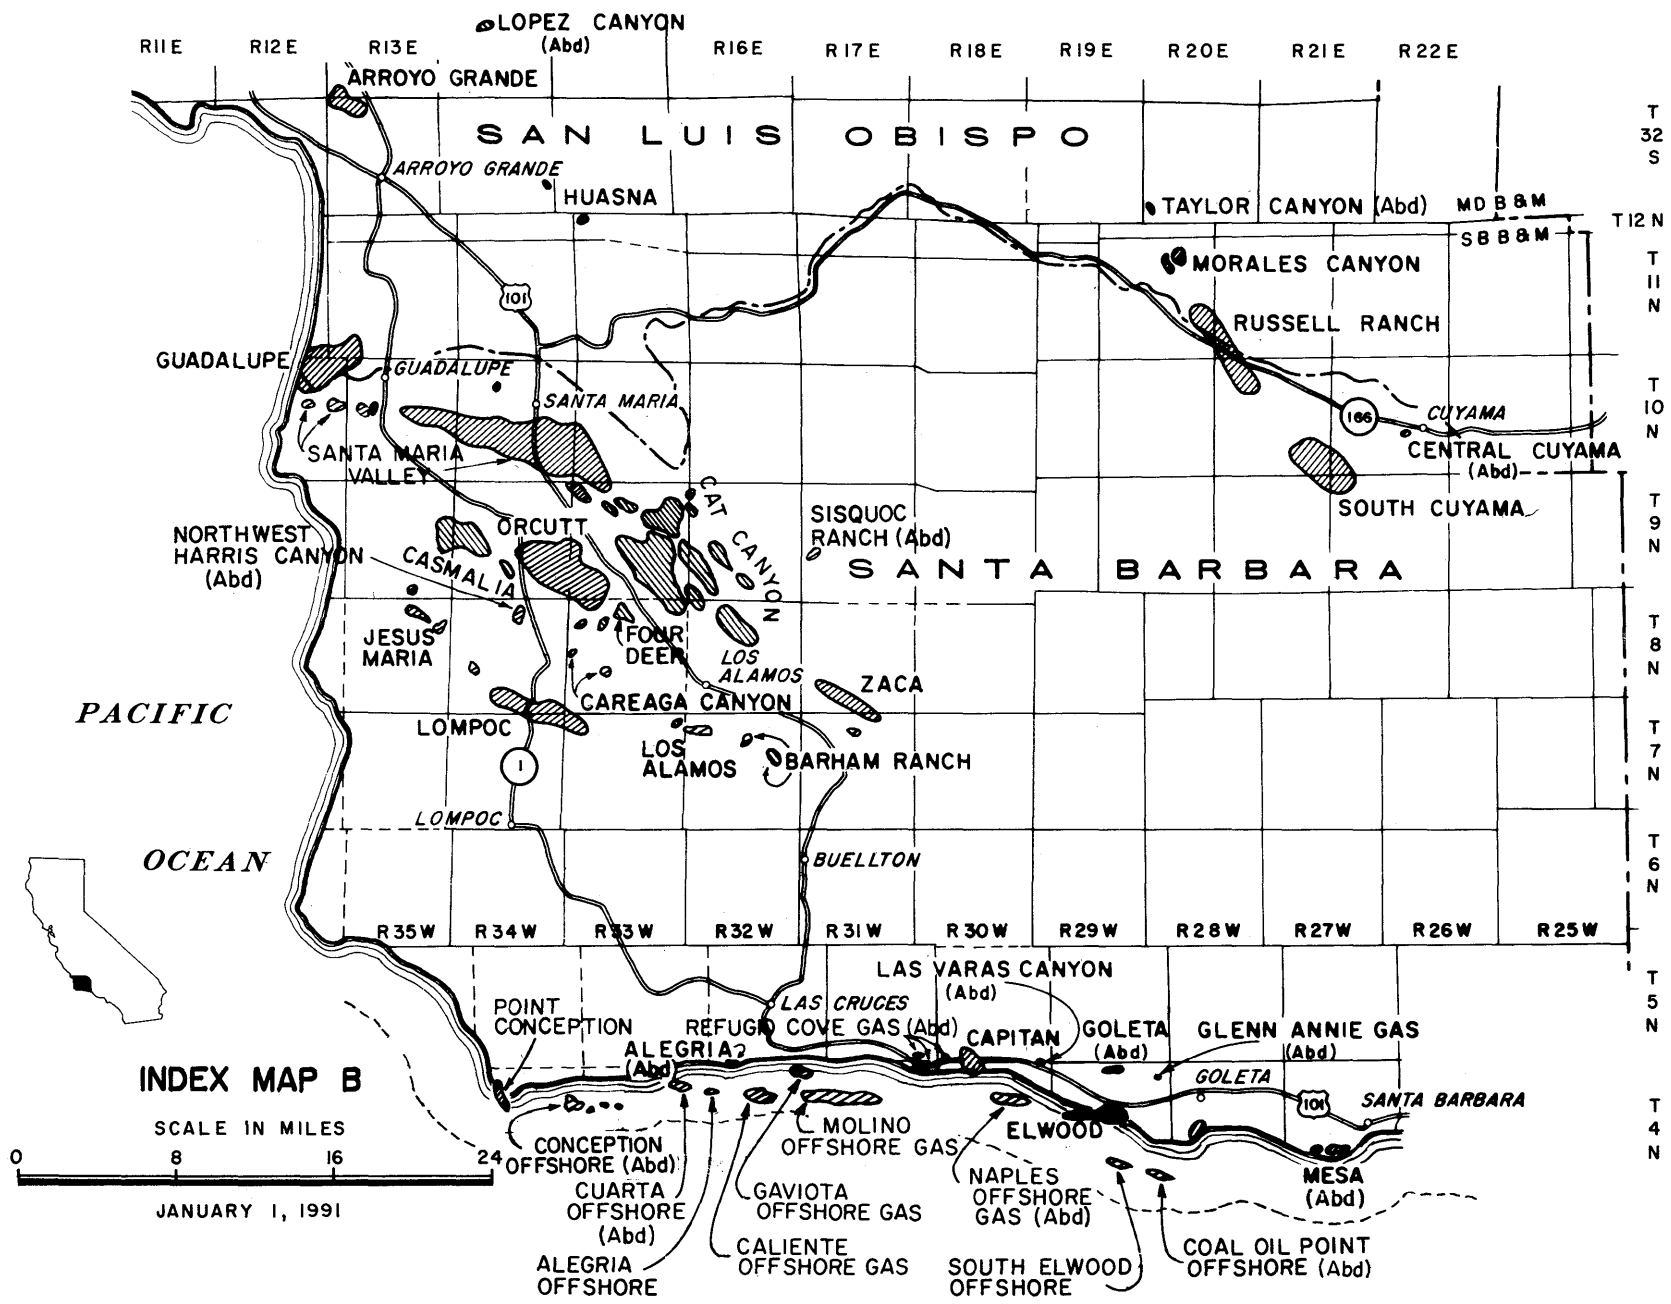 LOPEZ CANYON
(Abd)
R11E R12E R13E R16E R17E R18E R19E R20E R21E R22E
ARROYO GRANDE
T
32
S
SAN LUIS OBISPO
ARROYO GRANDE
HUASNA
TAYLOR CANYON (Abd)
MD B & M
SB B & M
T12N
MORALES CANYON
T
11
N
101
RUSSELL RANCH
GUADALUPE
GUADALUPE
SANTA MARIA
T
10
N
166
CUYAMA
CENTRAL CUYAMA
(Abd)
SANTA MARIA
VALLEY
SOUTH CUYAMA
CAT CANYON
SISQUOC
RANCH (Abd)
T
9
N
ORCUTT
NORTHWEST
HARRIS CANYON
(Abd)
CASMALIA
SANTA BARBARA
JESUS
MARIA
FOUR
DEER
LOS
ALAMOS
T
8
N
ZACA
CAREAGA CANYON
PACIFIC
LOMPOC
LOS
ALAMOS
BARHAM RANCH
T
7
N
1
LOMPOC
OCEAN
BUELLTON
T
6
N
R35W R34W R33W R32W R31W R30W R29W R28W R27W R26W R25W
LAS VARAS CANYON
(Abd)
POINT
CONCEPTION
LAS CRUCES
T
5
N
REFUGIO COVE GAS (Abd)
CAPITAN
GOLETA
(Abd)
GLENN ANNIE GAS
(Abd)
ALEGRIA
(Abd)
INDEX MAP B
GOLETA
101
SANTA BARBARA
SCALE IN MILES
MOLINO
OFFSHORE GAS
ELWOOD
T
4
N
CONCEPTION
OFFSHORE (Abd)
0 8 16 24
NAPLES
OFFSHORE
GAS (Abd)
MESA
(Abd)
CUARTA
OFFSHORE
(Abd)
GAVIOTA
OFFSHORE GAS
JANUARY 1, 1991
CALIENTE
OFFSHORE GAS
COAL OIL POINT
OFFSHORE (Abd)
ALEGRIA
OFFSHORE
SOUTH ELWOOD
OFFSHORE